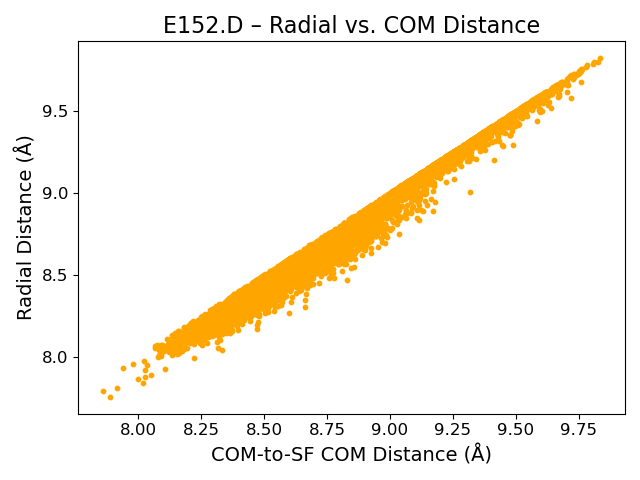 E152.D – Radial vs. COM Distance
Radial Distance (Å)
9.5
9.0
8.5
8.0
8.00 8.25 8.50 8.75 9.00 9.25 9.50 9.75
COM-to-SF COM Distance (Å)